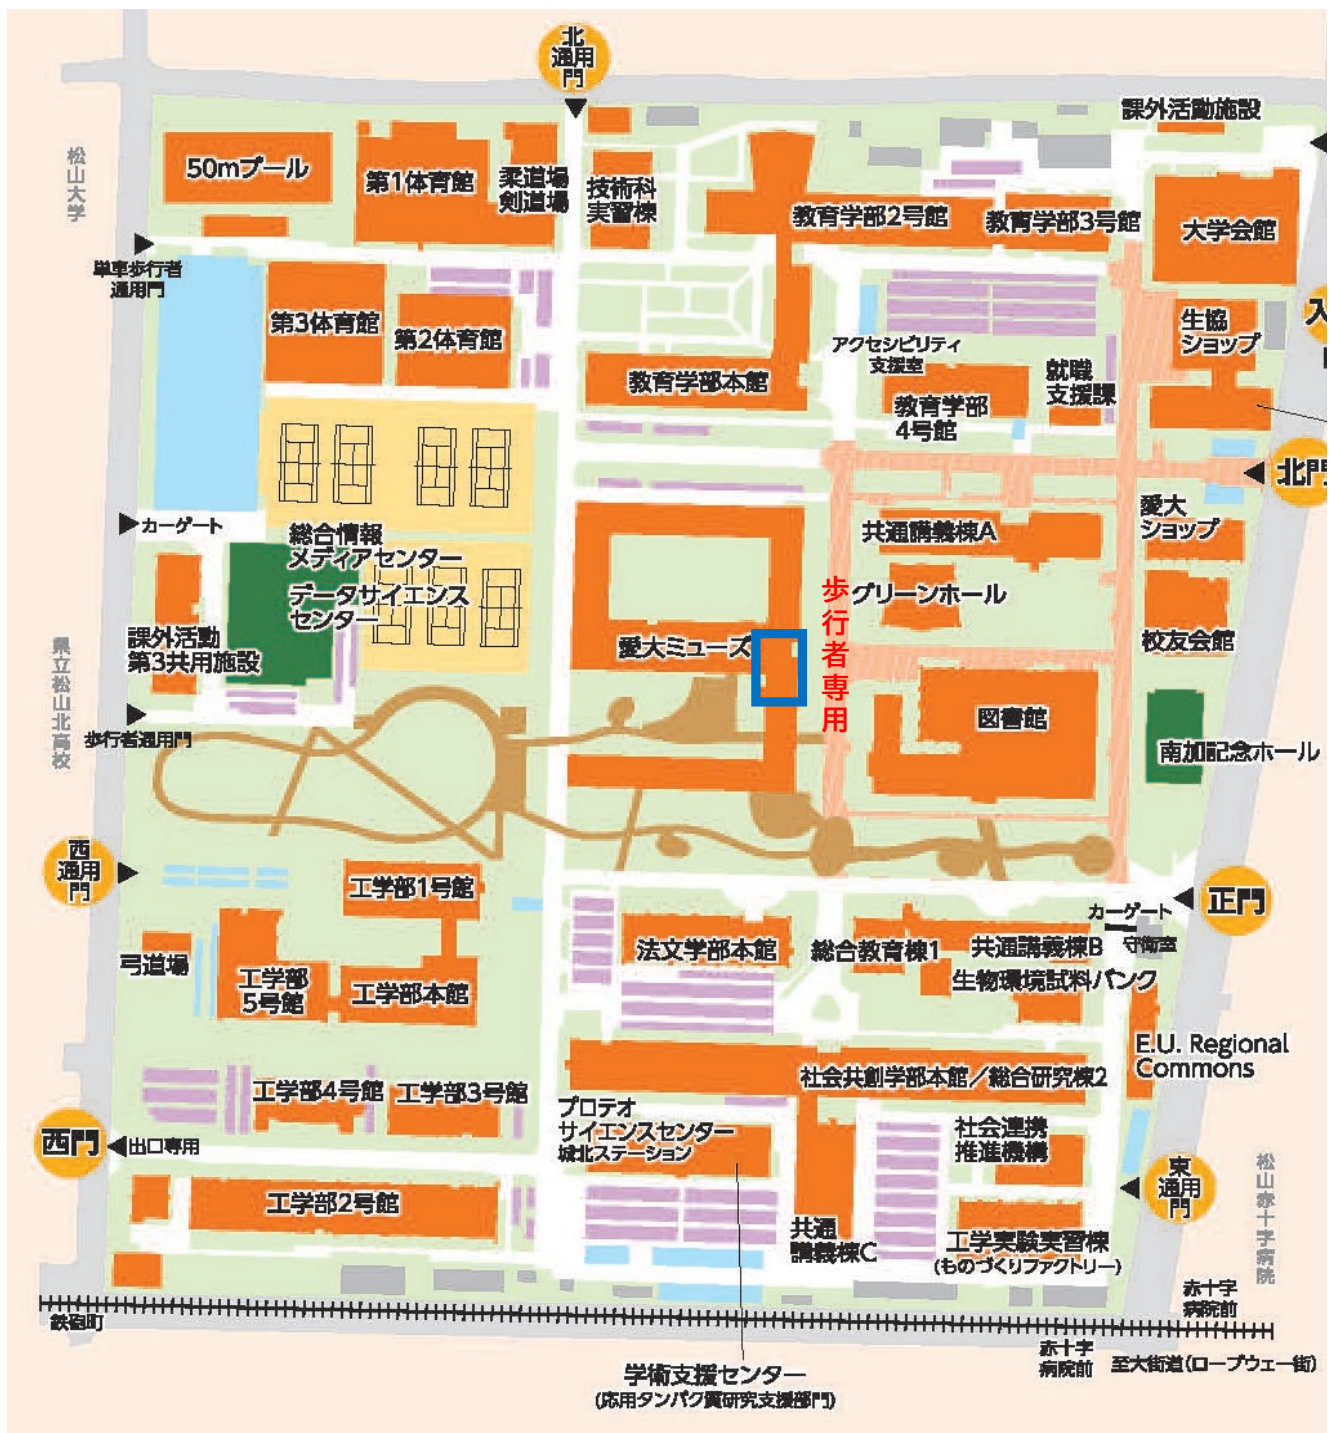 北
通用
門
課外活動施設
松山大学
50mプール
第1体育館
柔道場
剣道場
技術科
実習棟
教育学部2号館
教育学部3号館
大学会館
単車歩行者
通用門
第3体育館
第2体育館
生協
ショップ
入
アクセシビリティ
支援室
就職
支援課
教育学部本館
教育学部
4号館
北門
カーゲート
総合情報
メディアセンター
データサイエンス
センター
共通講義棟A
愛大
ショップ
歩行者専用
グリーンホール
課外活動
第3共用施設
愛大ミューズ
校友会館
県立松山北高校
歩行者通用門
図書館
南加記念ホール
西
通用
門
工学部1号館
正門
カーゲート
守衛室
弓道場
工学部
5号館
工学部本館
法文学部本館
総合教育棟1
共通講義棟B
生物環境試料バンク
E.U. Regional
Commons
工学部4号館
工学部3号館
社会共創学部本館／総合研究棟2
プロテオ
サイエンスセンター
城北ステーション
社会連携
推進機構
西門
出口専用
東
通用
門
松山赤十字病院
工学部2号館
共通
講義棟C
工学実験実習棟
(ものづくりファクトリー)
鉄砲町
赤十字
病院前
赤十字
病院前
至大街道(ロープウェー街)
学術支援センター
(応用タンパク質研究支援部門)